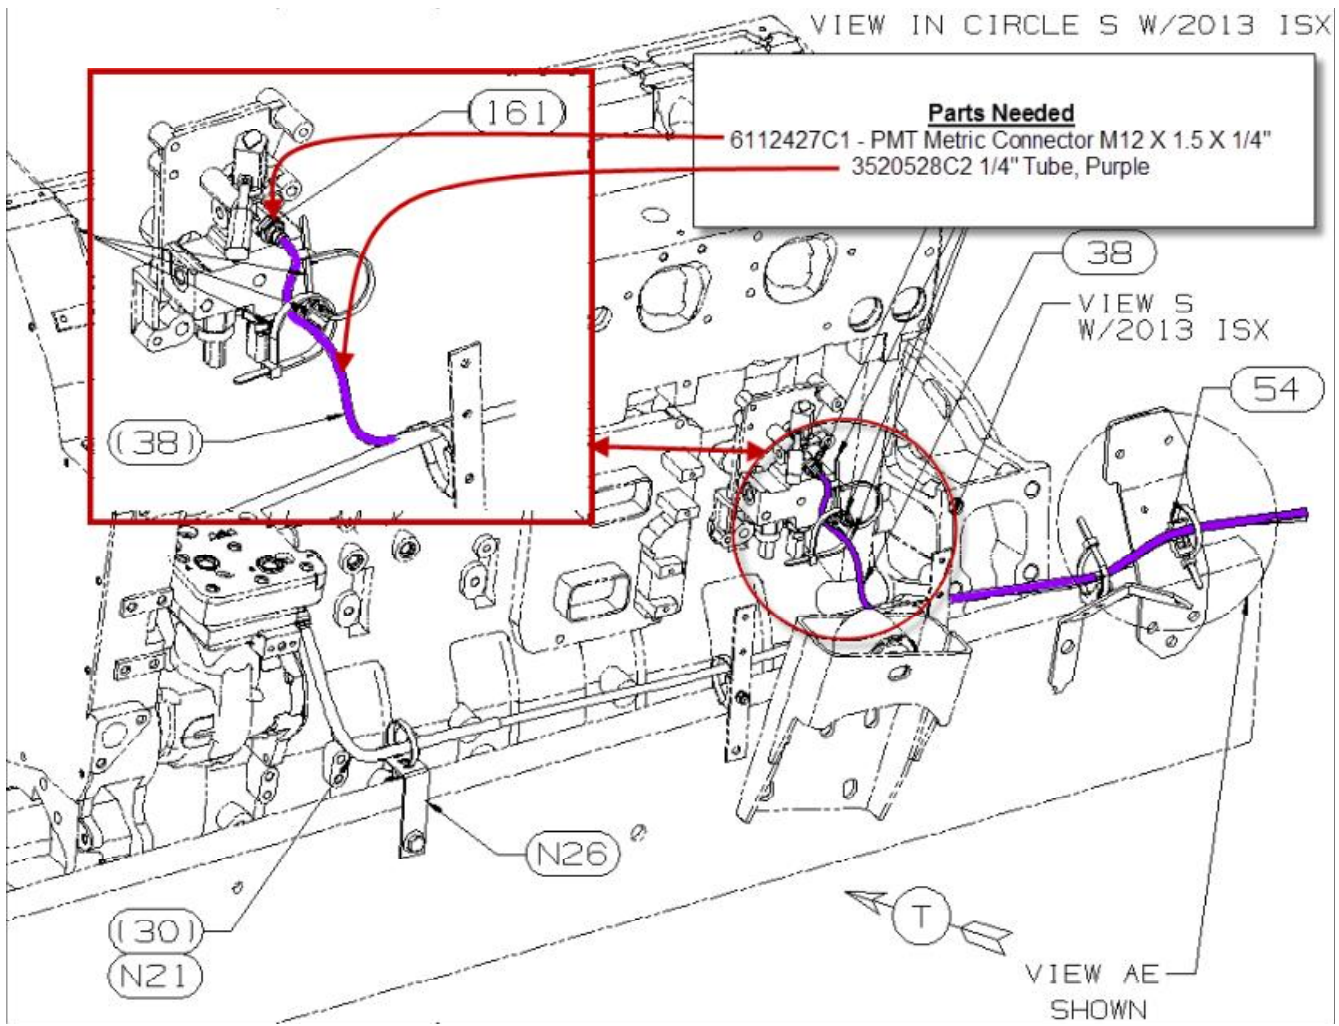 VIEW IN CIRCLE S W/2013 ISX
Parts Needed
6112427C1 - PMT Metric Connector M12 X 1.5 X 1/4"
3520528C2 1/4" Tube, Purple
161
(38)
38
VIEW S
W/2013 ISX
54
N26
(30)
N21
T
VIEW AE
SHOWN